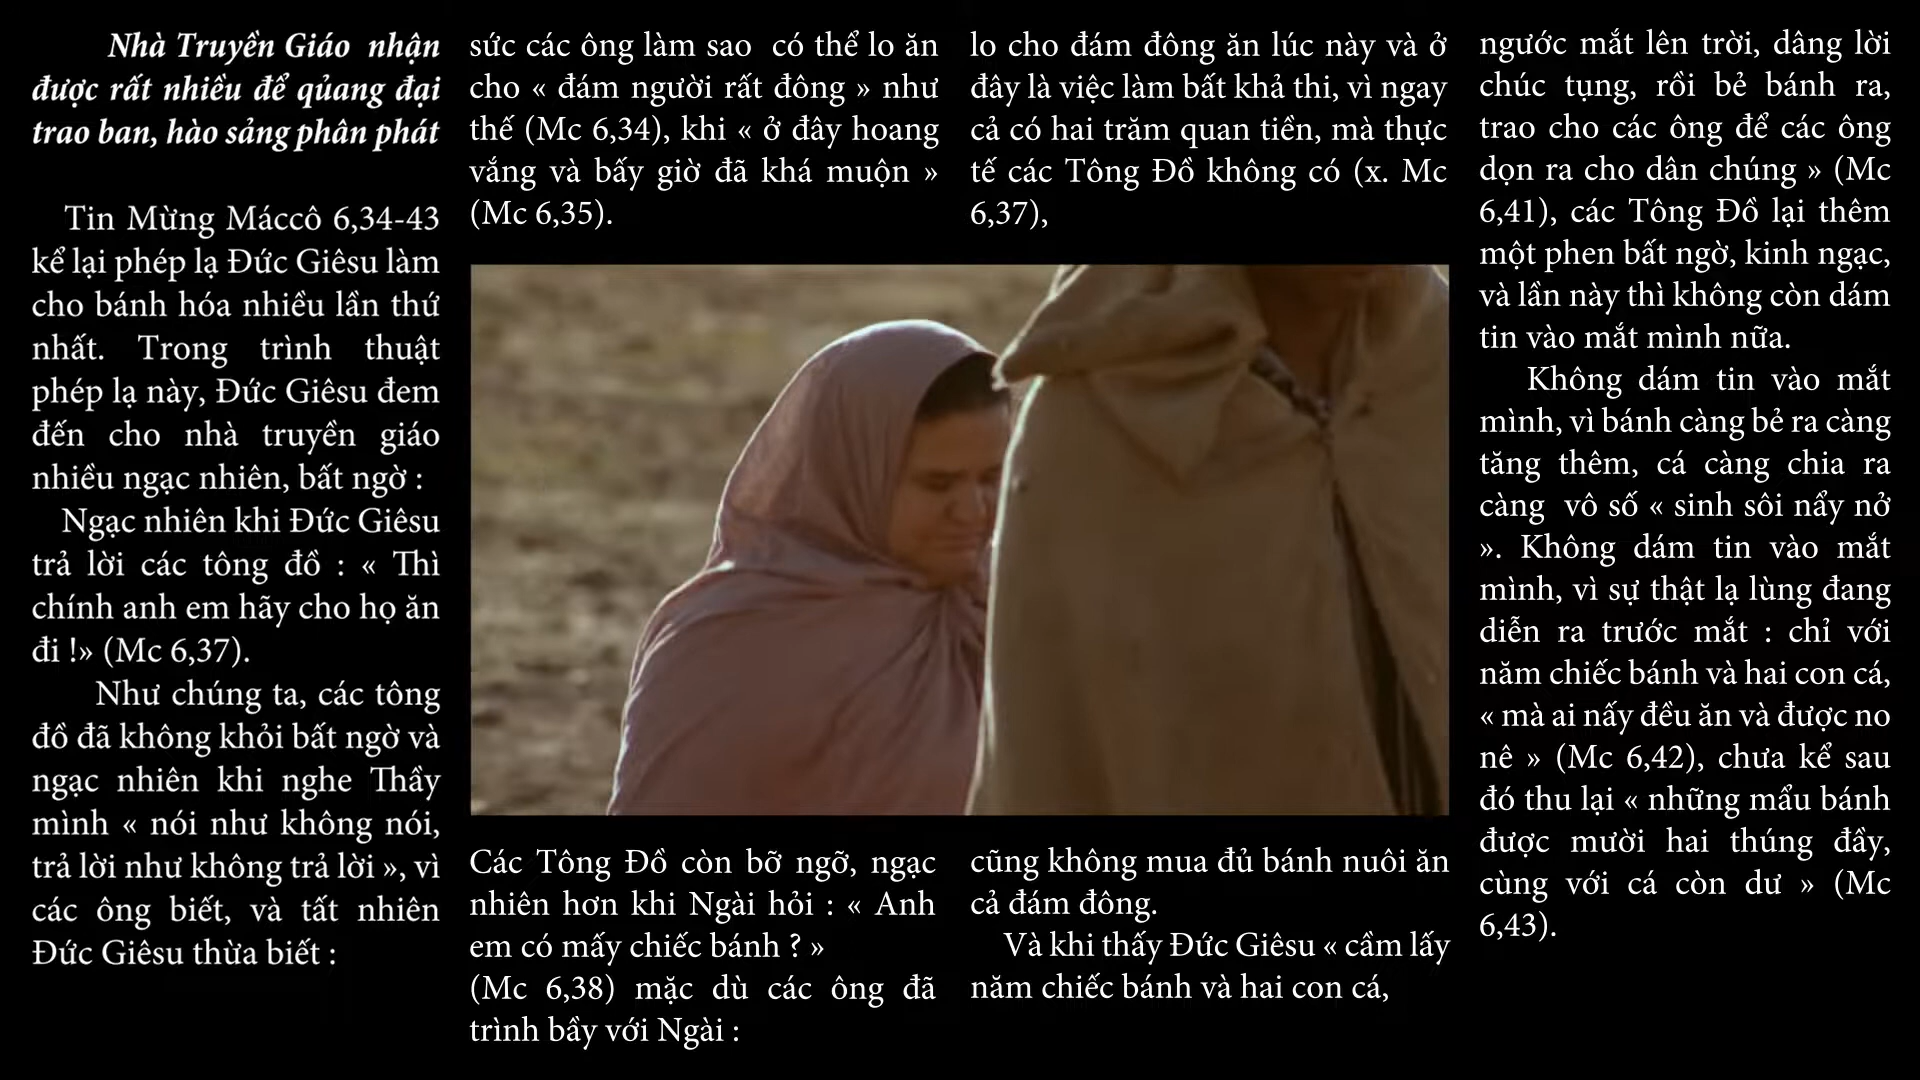 Nhà Truyền Giáo nhận
được rất nhiều để qủang đại
trao ban, hào sảng phân phát
Tin Mừng Máccô 6,34-43
kể lại phép lạ Đức Giêsu làm
cho bánh hóa nhiều lần thứ
nhất. Trong trình thuật
phép lạ này, Đức Giêsu đem
đến cho nhà truyền giáo
nhiều ngạc nhiên, bất ngờ :
Ngạc nhiên khi Đức Giêsu
trả lời các tông đồ : « Thì
chính anh em hãy cho họ ăn
đi !» (Mc 6,37).
Như chúng ta, các tông
đồ đã không khỏi bất ngờ và
ngạc nhiên khi nghe Thầy
mình « nói như không nói,
trả lời như không trả lời », vì
các ông biết, và tất nhiên
Đức Giêsu thừa biết :
sức các ông làm sao có thể lo ăn
cho « đám người rất đông » như
thế (Mc 6,34), khi « ở đây hoang
vắng và bấy giờ đã khá muộn »
(Mc 6,35).
Các Tông Đồ còn bỡ ngỡ, ngạc
nhiên hơn khi Ngài hỏi : « Anh
em có mấy chiếc bánh ? »
(Mc 6,38) mặc dù các ông đã
trình bầy với Ngài :
lo cho đám đông ăn lúc này và ở
đây là việc làm bất khả thi, vì ngay
cả có hai trăm quan tiền, mà thực
tế các Tông Đồ không có (x. Mc
6,37),
cũng không mua đủ bánh nuôi ăn
cả đám đông.
Và khi thấy Đức Giêsu « cầm lấy
năm chiếc bánh và hai con cá,
ngước mắt lên trời, dâng lời
chúc tụng, rồi bẻ bánh ra,
trao cho các ông để các ông
dọn ra cho dân chúng » (Mc
6,41), các Tông Đồ lại thêm
một phen bất ngờ, kinh ngạc,
và lần này thì không còn dám
tin vào mắt mình nữa.
Không dám tin vào mắt
mình, vì bánh càng bẻ ra càng
tăng thêm, cá càng chia ra
càng vô số « sinh sôi nẩy nở
». Không dám tin vào mắt
mình, vì sự thật lạ lùng đang
diễn ra trước mắt : chỉ với
năm chiếc bánh và hai con cá,
« mà ai nấy đều ăn và được no
nê » (Mc 6,42), chưa kể sau
đó thu lại « những mẩu bánh
được mười hai thúng đầy,
cùng với cá còn dư » (Mc
6,43).